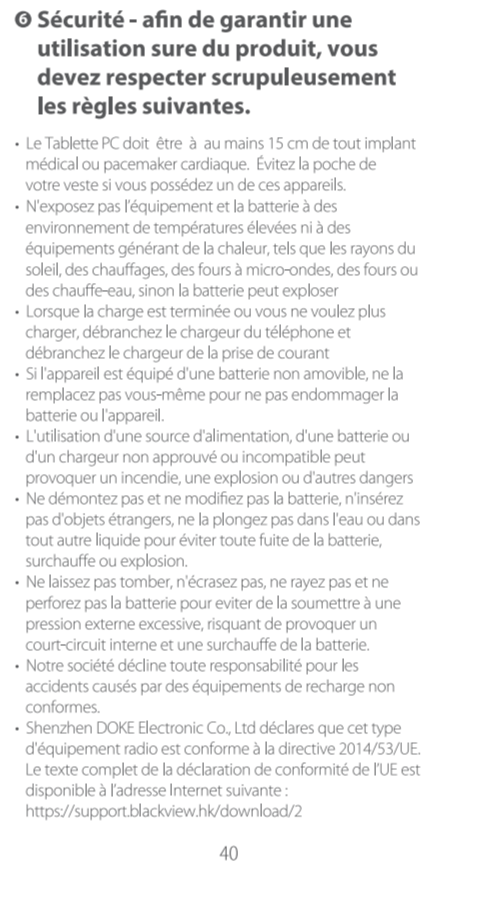 ❻ Sécurité - afin de garantir une
utilisation sure du produit, vous
devez respecter scrupuleusement
les règles suivantes.
• Le Tablette PC doit être à au mains 15 cm de tout implant
médical ou pacemaker cardiaque. Évitez la poche de
votre veste si vous possédez un de ces appareils.
• N'exposez pas l'équipement et la batterie à des
environnement de températures élevées ni à des
équipements générant de la chaleur, tels que les rayons du
soleil, des chauffages, des fours à micro-ondes, des fours ou
des chauffe-eau, sinon la batterie peut exploser
• Lorsque la charge est terminée ou vous ne voulez plus
charger, débranchez le chargeur du téléphone et
débranchez le chargeur de la prise de courant
• Si l'appareil est équipé d'une batterie non amovible, ne la
remplacez pas vous-même pour ne pas endommager la
batterie ou l'appareil.
• L'utilisation d'une source d'alimentation, d'une batterie ou
d'un chargeur non approuvé ou incompatible peut
provoquer un incendie, une explosion ou d'autres dangers
• Ne démontez pas et ne modifiez pas la batterie, n'insérez
pas d'objets étrangers, ne la plongez pas dans l'eau ou dans
tout autre liquide pour éviter toute fuite de la batterie,
surchauffe ou explosion.
• Ne laissez pas tomber, n'écrasez pas, ne rayez pas et ne
perforez pas la batterie pour eviter de la soumettre à une
pression externe excessive, risquant de provoquer un
court-circuit interne et une surchauffe de la batterie.
• Notre société décline toute responsabilité pour les
accidents causés par des équipements de recharge non
conformes.
• Shenzhen DOKE Electronic Co., Ltd déclares que cet type
d'équipement radio est conforme à la directive 2014/53/UE.
Le texte complet de la déclaration de conformité de l'UE est
disponible à l'adresse Internet suivante :
https://support.blackview.hk/download/2
40